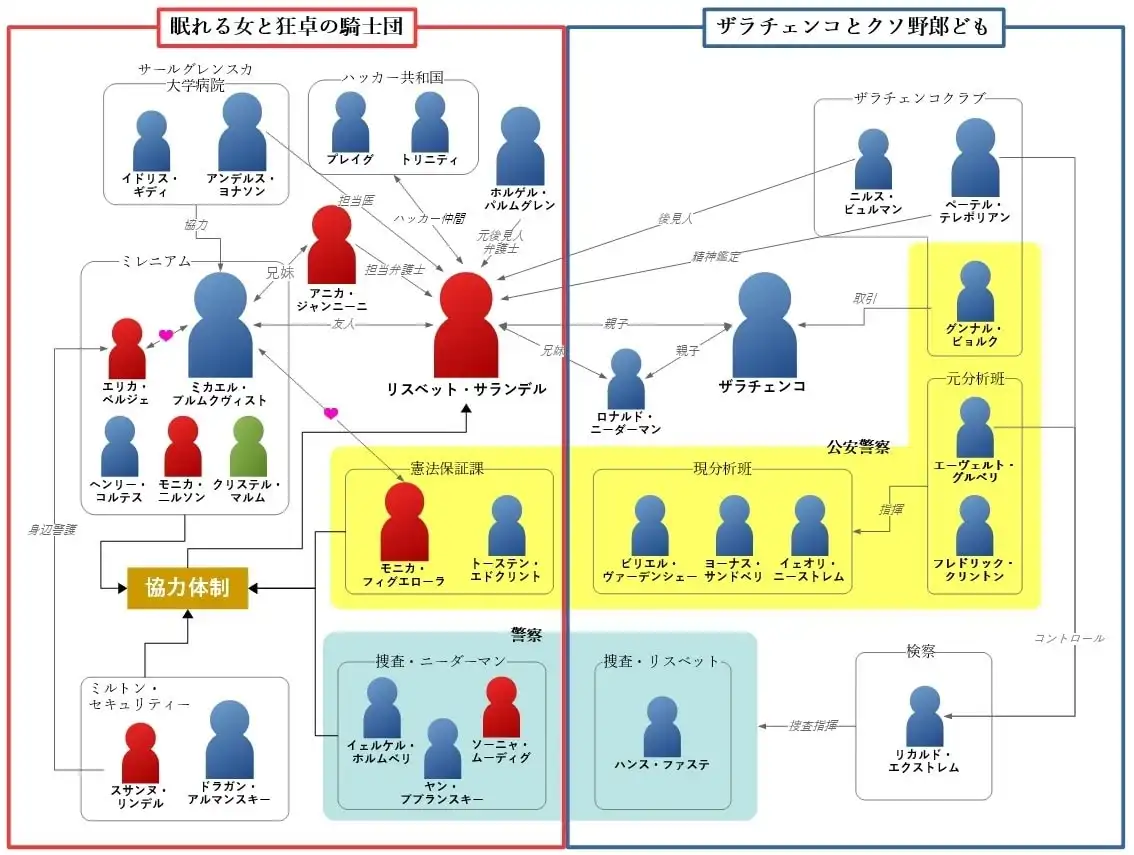 眠れる女と狂卓の騎士団
ザラチェンコとクソ野郎ども
サールグレンスカ
大学病院
イドリス・
ギディ
アンデルス・
ヨナソン
ハッカー共和国
プレイグ
トリニティ
ホルゲル・
パルムグレン
担当医
ハッカー仲間
元後見人
弁護士
協力
兄妹
アニカ・
ジャンニーニ
担当弁護士
ミレニアム
エリカ・
ベルジェ
ミカエル・
ブルムクヴィスト
友人
リスベット・サランデル
ヘンリー・
コルテス
モニカ・
ニルソン
クリステル・
マルム
身辺警護
協力体制
ミルトン・
セキュリティー
スサンヌ・
リンデル
ドラガン・
アルマンスキー
ザラチェンコクラブ
ニルス・
ビュルマン
ペーテル・
テレボリアン
後見人
精神鑑定
グンナル・
ビョルク
取引
親子
兄妹
親子
ザラチェンコ
ロナルド・
ニーダーマン
公安警察
憲法保証課
モニカ・
フィグエローラ
トーステン・
エドクリント
現分析班
ビリエル・
ヴァーデンシェー
ヨーナス・
サンドベリ
イェオリ・
ニーストレム
指揮
元分析班
エーヴェルト・
グルベリ
フレドリック・
クリントン
警察
捜査・ニーダーマン
イェルケル・
ホルムベリ
ヤン・
ブブランスキー
ソーニャ・
ムーディグ
捜査・リスベット
ハンス・ファステ
捜査指揮
検察
リカルド・
エクストレム
コントロール